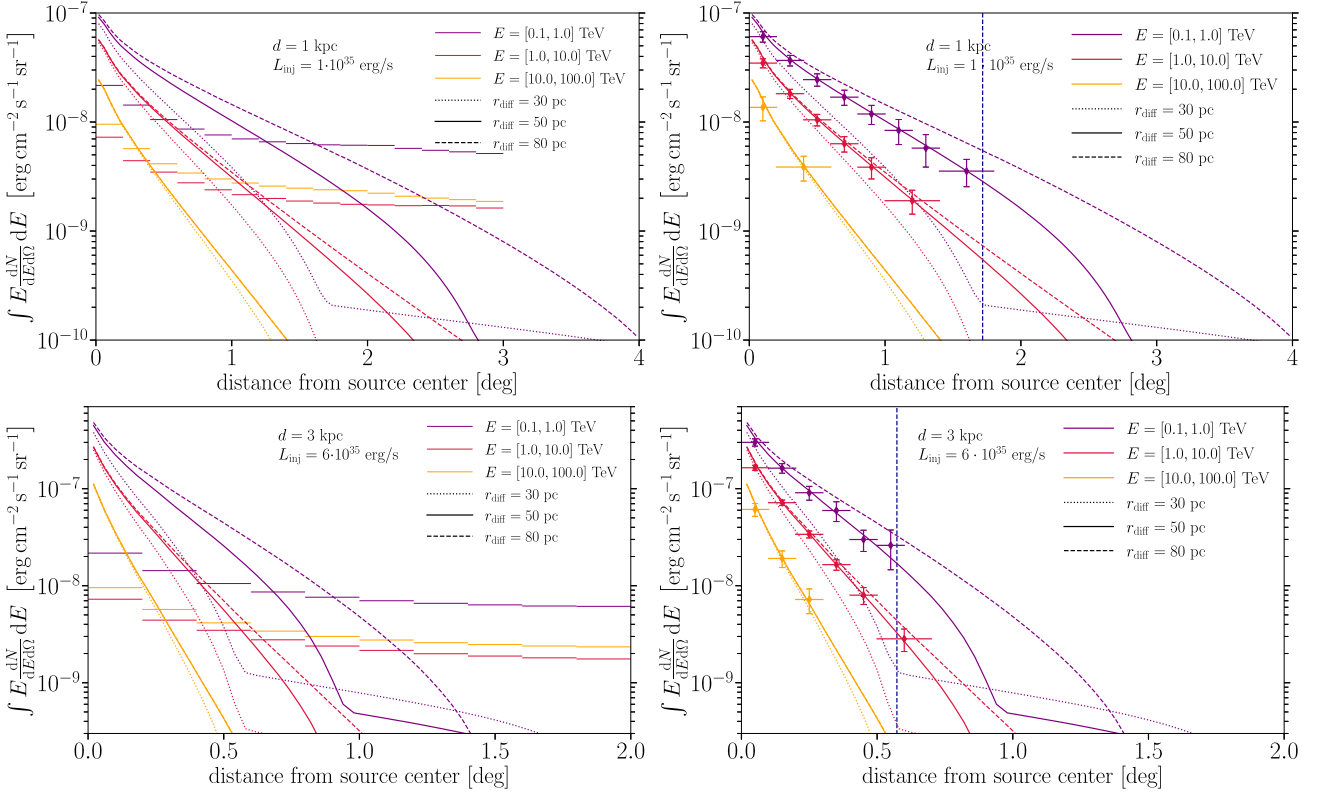 10⁻⁷
10⁻⁸
10⁻⁹
10⁻¹⁰
∫ E dN/dEdΩ dE [erg cm⁻² s⁻¹ sr⁻¹]
d = 1 kpc
L_inj = 1·10³⁵ erg/s
E = [0.1, 1.0] TeV
E = [1.0, 10.0] TeV
E = [10.0, 100.0] TeV
r_diff = 30 pc
r_diff = 50 pc
r_diff = 80 pc
0 1 2 3 4
distance from source center [deg]
10⁻⁷
10⁻⁸
10⁻⁹
10⁻¹⁰
∫ E dN/dEdΩ dE [erg cm⁻² s⁻¹ sr⁻¹]
d = 1 kpc
L_inj = 1 · 10³⁵ erg/s
E = [0.1, 1.0] TeV
E = [1.0, 10.0] TeV
E = [10.0, 100.0] TeV
r_diff = 30 pc
r_diff = 50 pc
r_diff = 80 pc
0 1 2 3 4
distance from source center [deg]
10⁻⁷
10⁻⁸
10⁻⁹
∫ E dN/dEdΩ dE [erg cm⁻² s⁻¹ sr⁻¹]
d = 3 kpc
L_inj = 6·10³⁵ erg/s
E = [0.1, 1.0] TeV
E = [1.0, 10.0] TeV
E = [10.0, 100.0] TeV
r_diff = 30 pc
r_diff = 50 pc
r_diff = 80 pc
0.0 0.5 1.0 1.5 2.0
distance from source center [deg]
10⁻⁷
10⁻⁸
10⁻⁹
∫ E dN/dEdΩ dE [erg cm⁻² s⁻¹ sr⁻¹]
d = 3 kpc
L_inj = 6 · 10³⁵ erg/s
E = [0.1, 1.0] TeV
E = [1.0, 10.0] TeV
E = [10.0, 100.0] TeV
r_diff = 30 pc
r_diff = 50 pc
r_diff = 80 pc
0.0 0.5 1.0 1.5 2.0
distance from source center [deg]